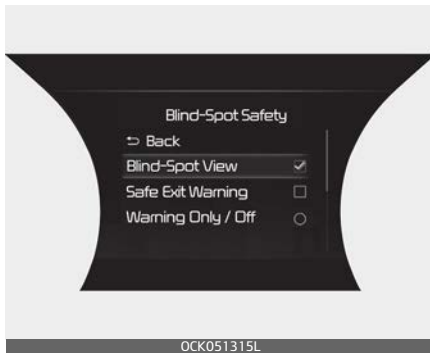 Blind-Spot Safety
⮌ Back
Blind-Spot View
Safe Exit Warning
Warning Only / Off
OCK051315L